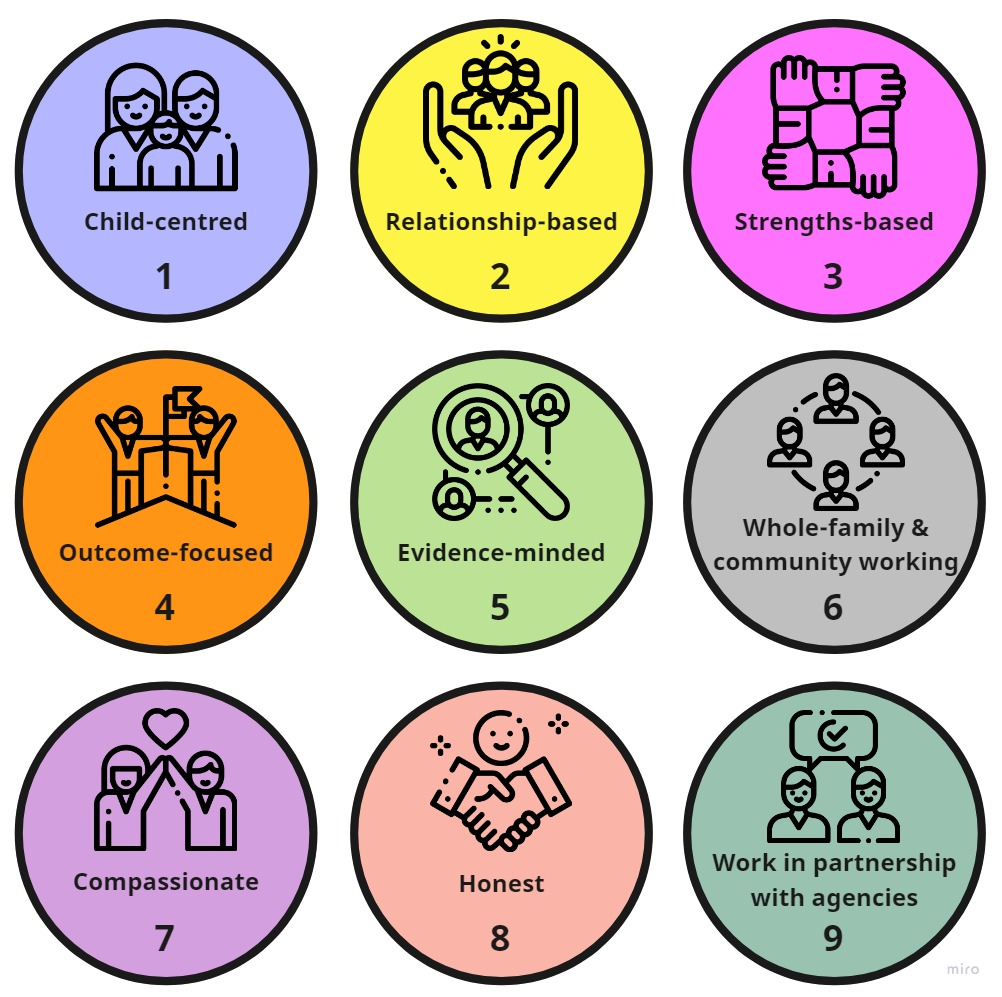 Child-centred
1
Relationship-based
2
Strengths-based
3
Outcome-focused
4
Evidence-minded
5
Whole-family &
community working
6
Compassionate
7
Honest
8
Work in partnership
with agencies
9
miro